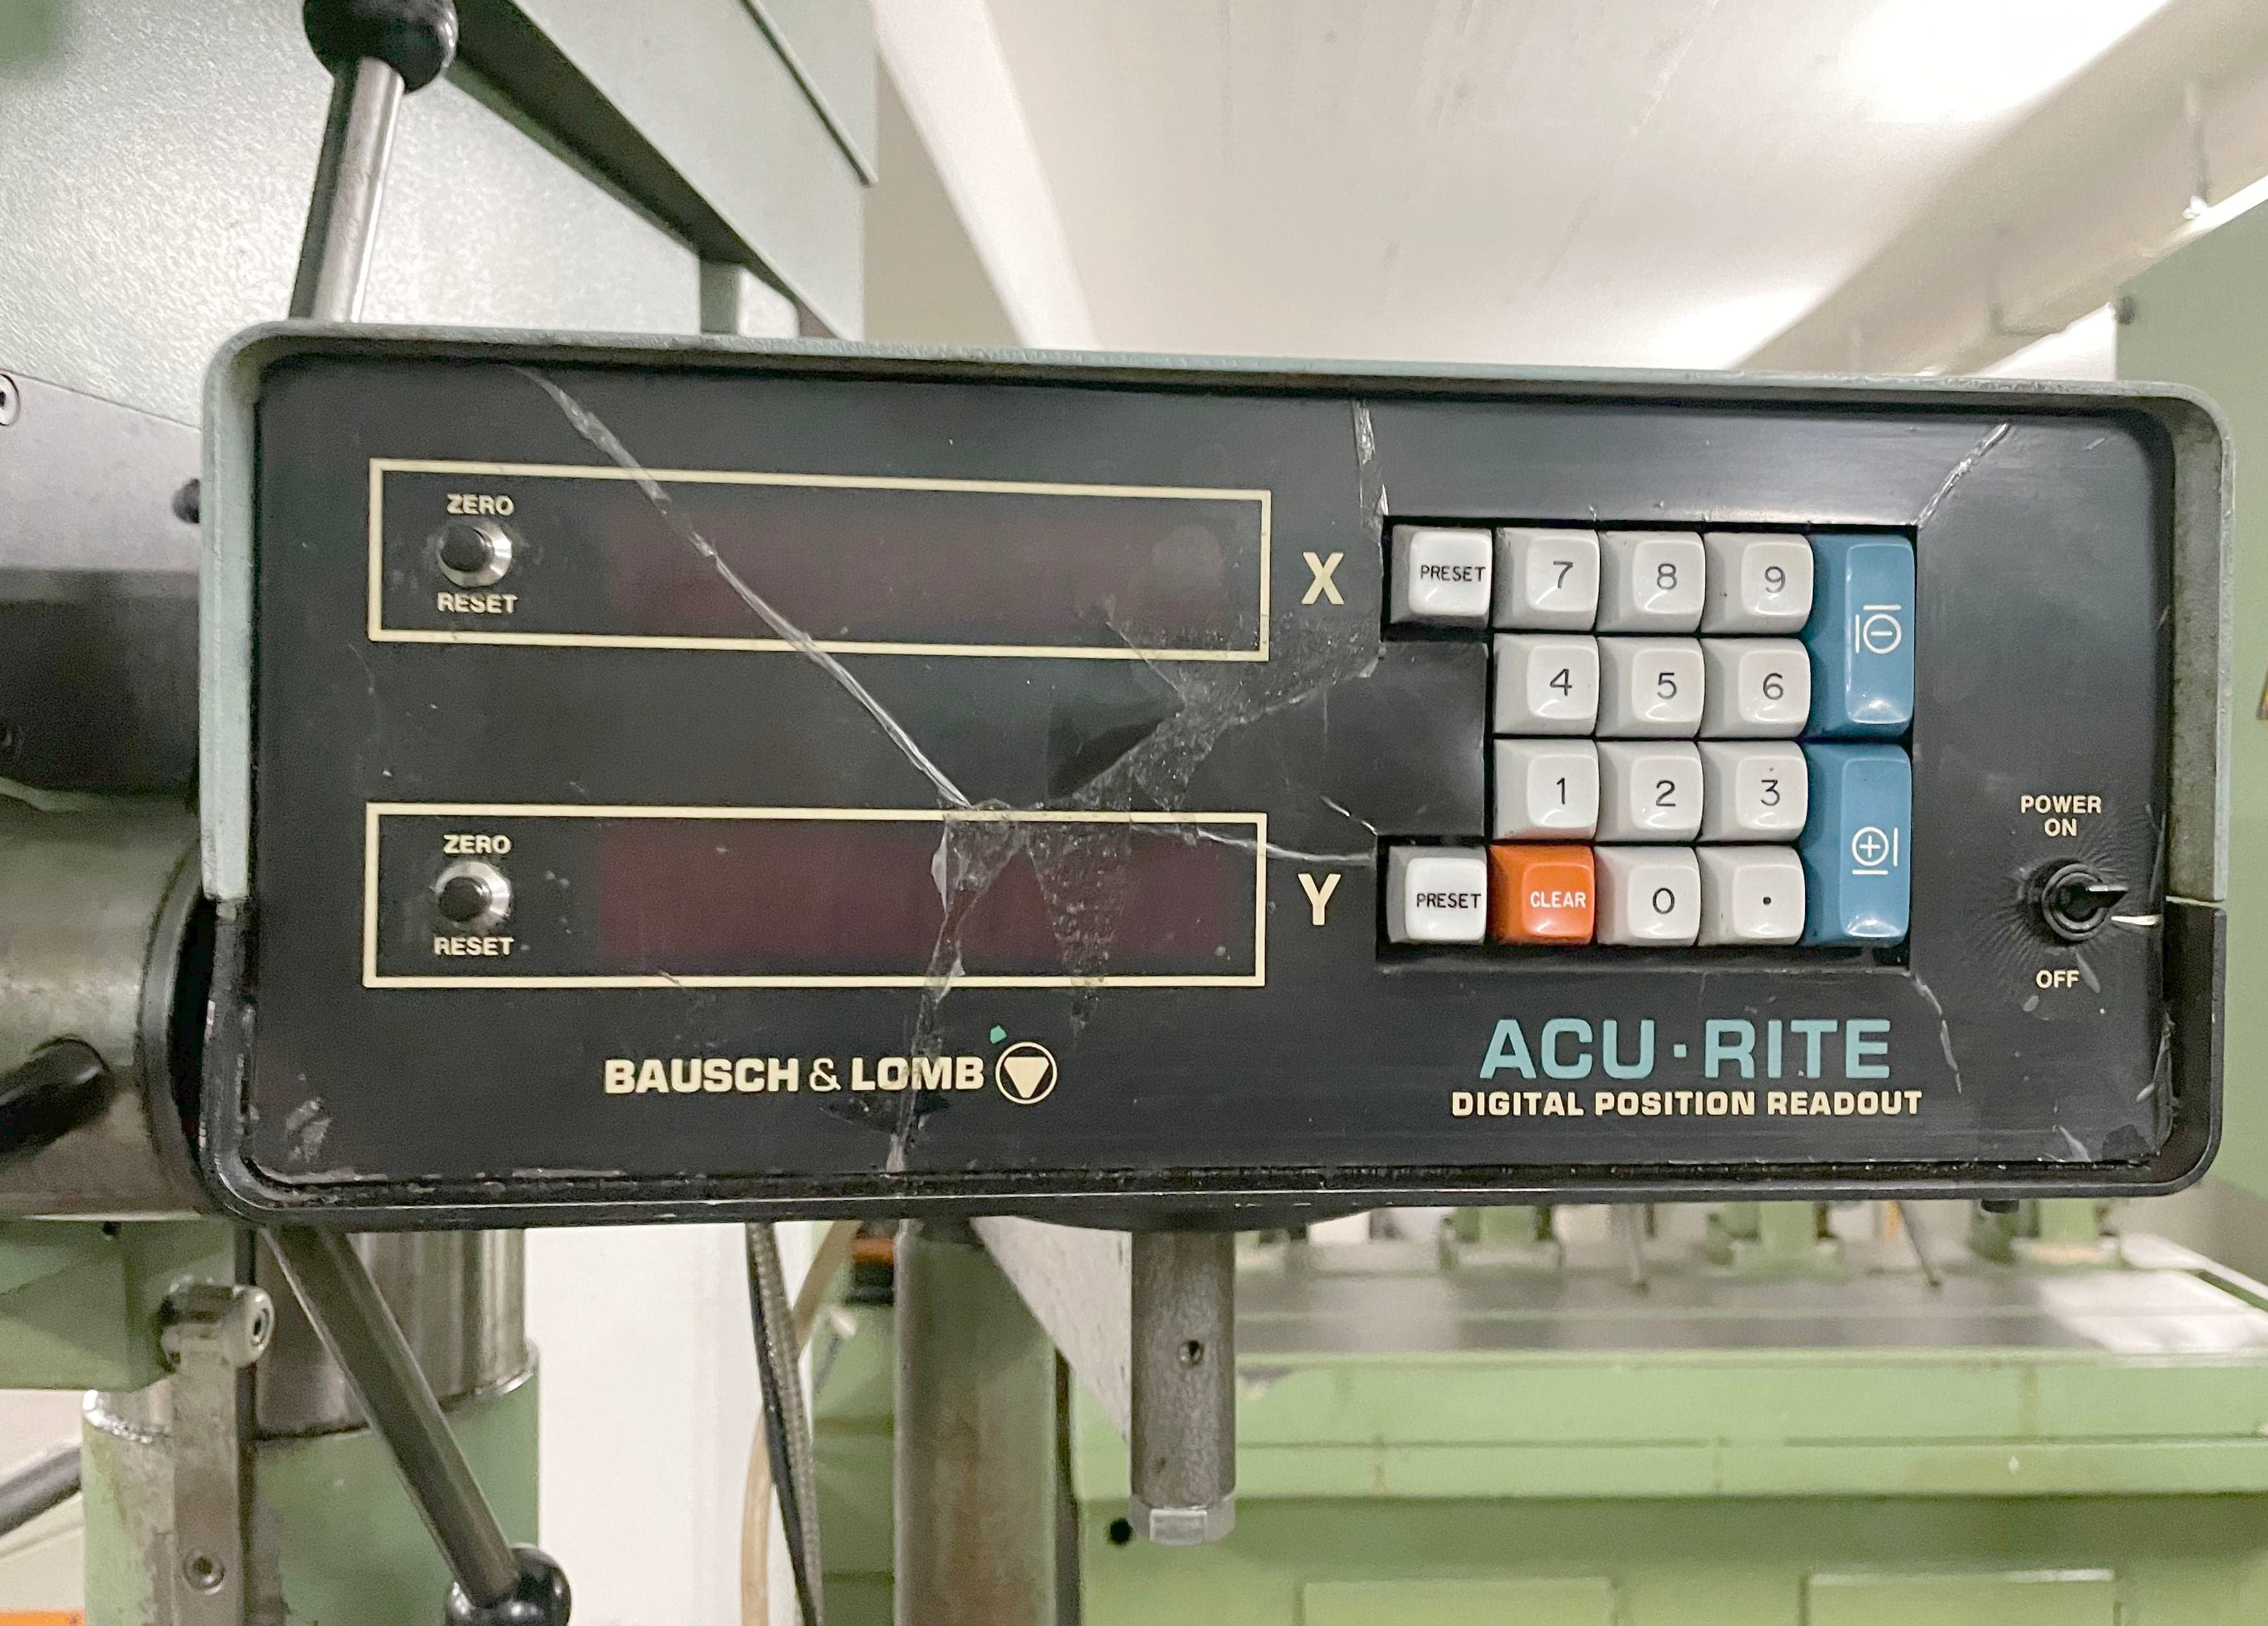 ZERO
RESET
X
PRESET 7 8 9
4 5 6
1 2 3
ZERO
RESET
Y
PRESET CLEAR 0 .
POWER
ON
OFF
BAUSCH & LOMB
ACU·RITE
DIGITAL POSITION READOUT